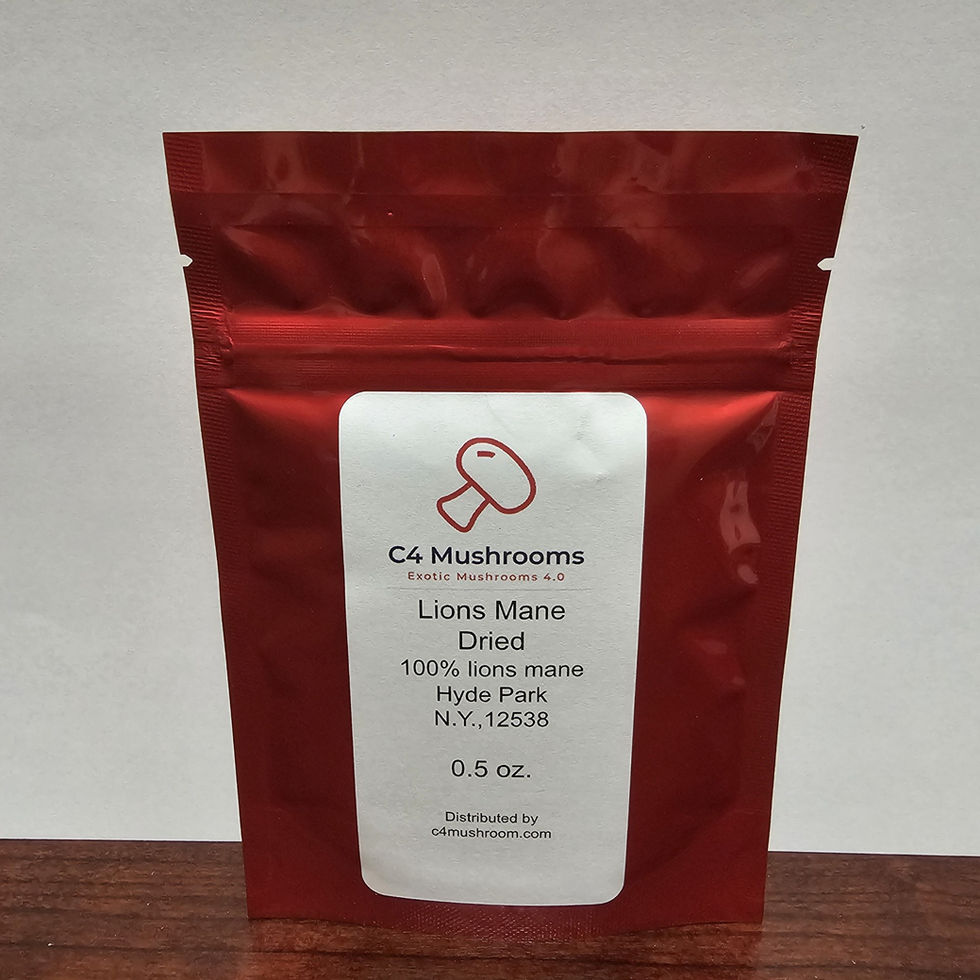 C4 Mushrooms
Exotic Mushrooms 4.0
Lions Mane
Dried
100% lions mane
Hyde Park
N.Y.,12538
0.5 oz.
Distributed by
c4mushroom.com